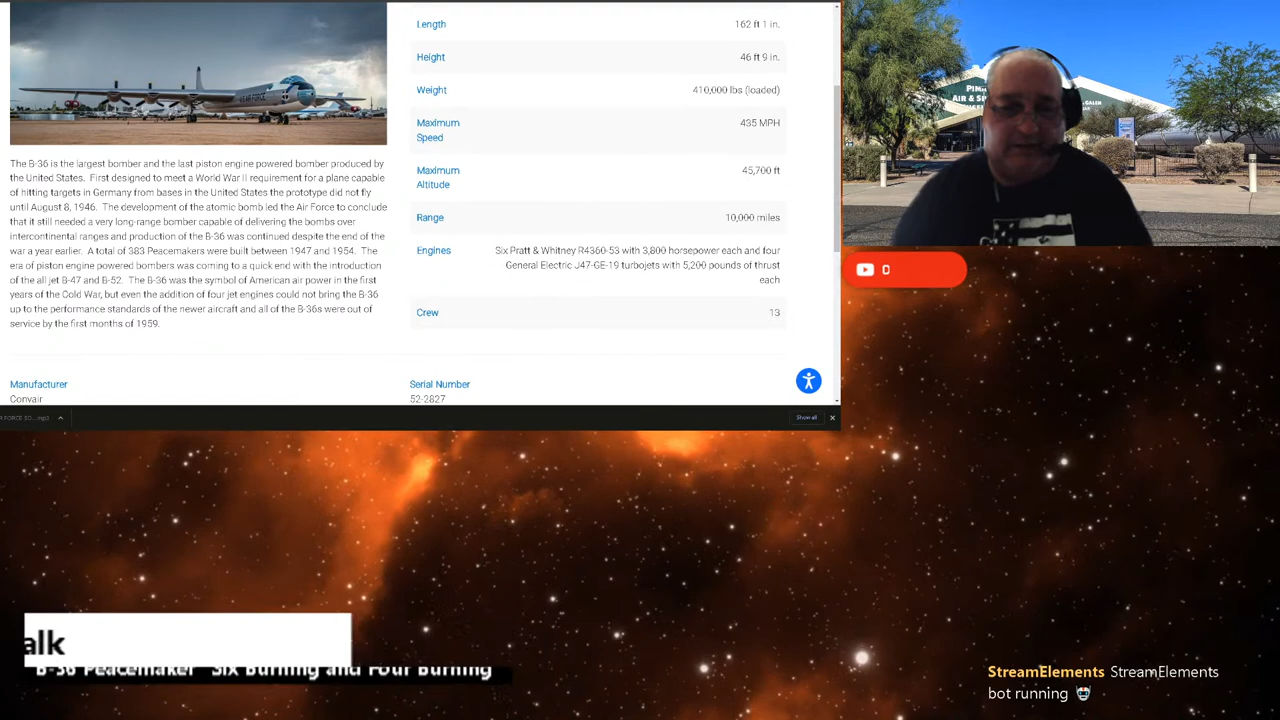 Length
162 ft 1 in.
Height
46 ft 9 in.
Weight
410,000 lbs (loaded)
Maximum
Speed
435 MPH
Maximum
Altitude
45,700 ft
Range
10,000 miles
Engines
Six Pratt & Whitney R4360-53 with 3,800 horsepower each and four
General Electric J47-GE-19 turbojets with 5,200 pounds of thrust
each
Crew
13
The B-36 is the largest bomber and the last piston engine powered bomber produced by
the United States. First designed to meet a World War II requirement for a plane capable
of hitting targets in Germany from bases in the United States the prototype did not fly
until August 8, 1946. The development of the atomic bomb led the Air Force to conclude
that it still needed a very long-range bomber capable of delivering the bombs over
intercontinental ranges and production of the B-36 was continued despite the end of the
war a year earlier. A total of 383 Peacemakers were built between 1947 and 1954. The
era of piston engine powered bombers was coming to a quick end with the introduction
of the all jet B-47 and B-52. The B-36 was the symbol of American air power in the first
years of the Cold War, but even the addition of four jet engines could not bring the B-36
up to the performance standards of the newer aircraft and all of the B-36s were out of
service by the first months of 1959.
Manufacturer
Convair
Serial Number
52-2827
Show all
AIR & SP
0
alk
B-36 Peacemaker "Six Burning and Four Burning
StreamElements StreamElements
bot running